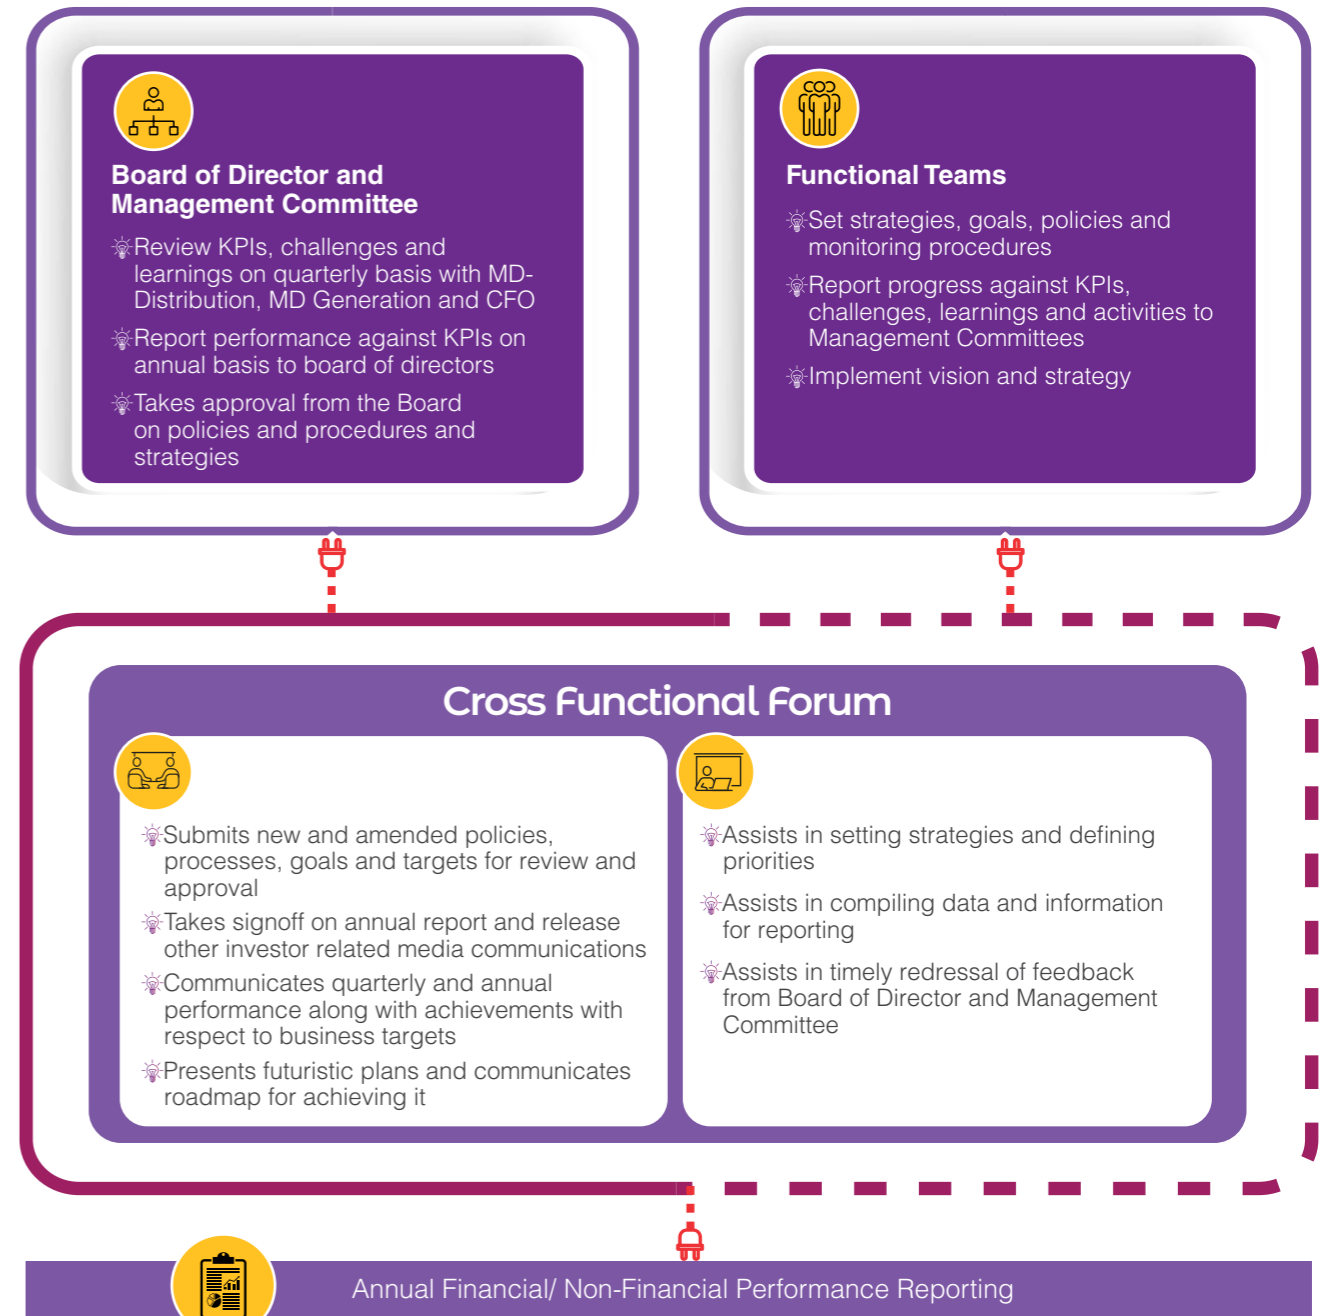 Board of Director and
Management Committee
Review KPIs, challenges and
learnings on quarterly basis with MD-
Distribution, MD Generation and CFO
Report performance against KPIs on
annual basis to board of directors
Takes approval from the Board
on policies and procedures and
strategies
Functional Teams
Set strategies, goals, policies and
monitoring procedures
Report progress against KPIs,
challenges, learnings and activities to
Management Committees
Implement vision and strategy
Cross Functional Forum
Submits new and amended policies,
processes, goals and targets for review and
approval
Takes signoff on annual report and release
other investor related media communications
Communicates quarterly and annual
performance along with achievements with
respect to business targets
Presents futuristic plans and communicates
roadmap for achieving it
Assists in setting strategies and defining
priorities
Assists in compiling data and information
for reporting
Assists in timely redressal of feedback
from Board of Director and Management
Committee
Annual Financial/ Non-Financial Performance Reporting